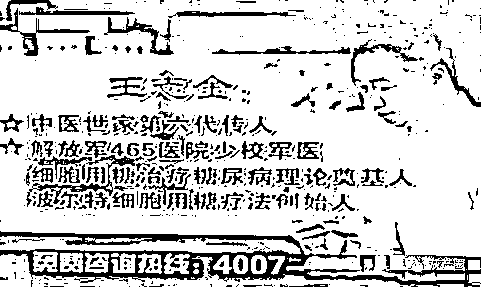 王志金：
☆中医世家第六代传人
☆解放军465医院少校军医
细胞用糖治疗糖尿病理论奠基人
波尔特细胞用糖疗法创始人
免费咨询热线：4007